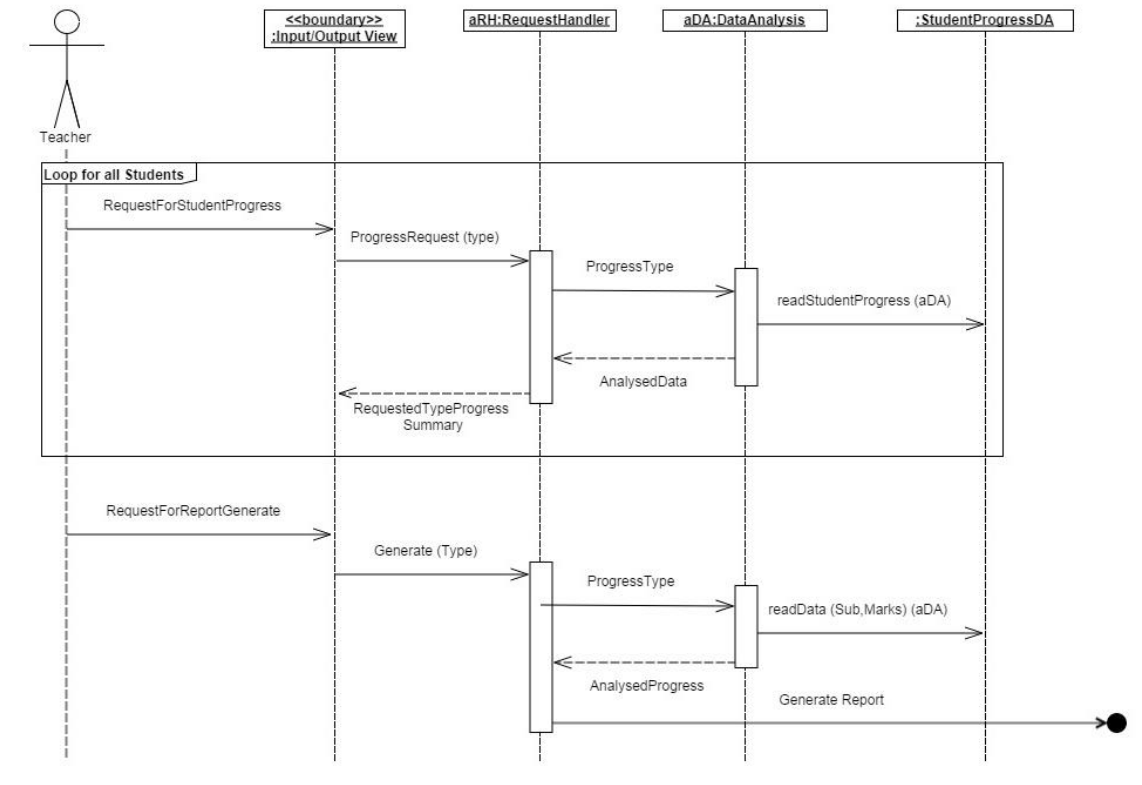 <<boundary>>
:Input/Output View
aRH:RequestHandler
aDA:DataAnalysis
:StudentProgressDA
Teacher
Loop for all Students
RequestForStudentProgress
ProgressRequest (type)
ProgressType
readStudentProgress (aDA)
AnalysedData
RequestedTypeProgress
Summary
RequestForReportGenerate
Generate (Type)
ProgressType
readData (Sub,Marks) (aDA)
AnalysedProgress
Generate Report